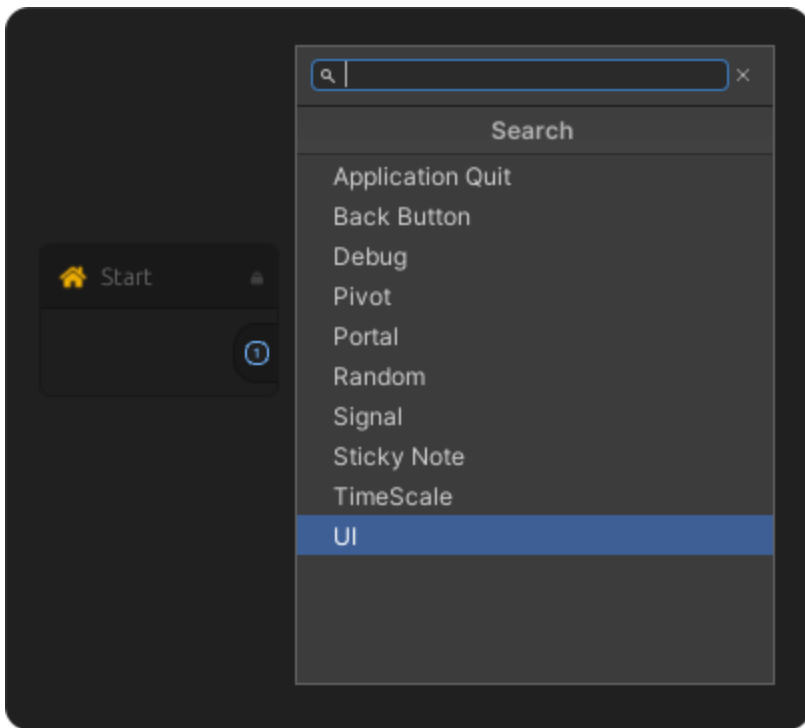 Search
Application Quit
Back Button
Debug
Start
Pivot
Portal
1
Random
Signal
Sticky Note
TimeScale
UI